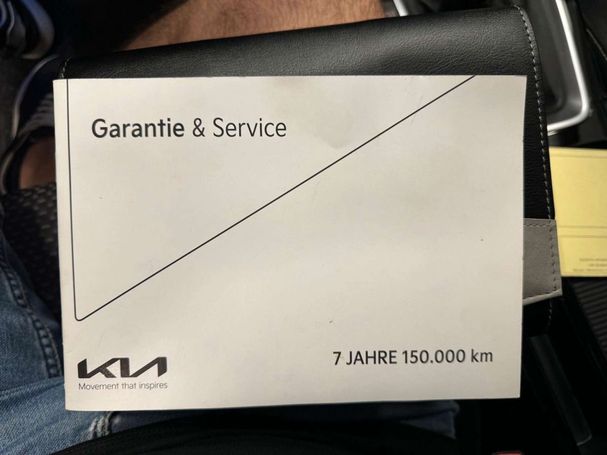 Garantie & Service
KIA
Movement that inspires
7 JAHRE 150.000 km